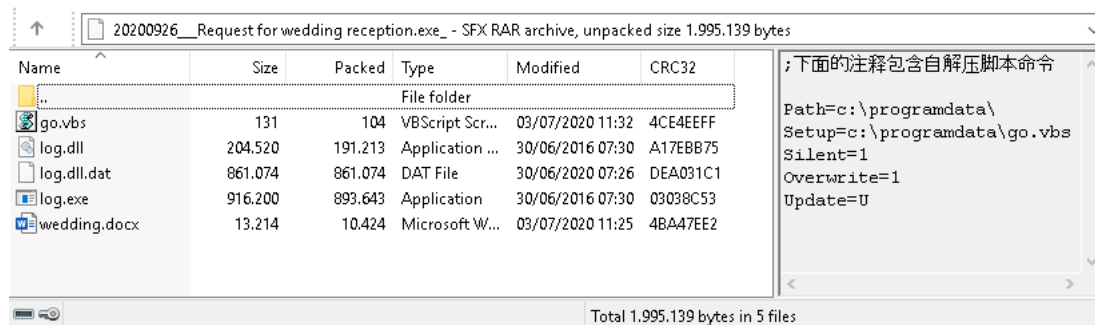 20200926__Request for wedding reception.exe_ - SFX RAR archive, unpacked size 1.995.139 bytes
Name Size Packed Type Modified CRC32
.. File folder
go.vbs 131 104 VBScript Scr... 03/07/2020 11:32 4CE4EEFF
log.dll 204.520 191.213 Application ... 30/06/2016 07:30 A17EBB75
log.dll.dat 861.074 861.074 DAT File 30/06/2020 07:26 DEA031C1
log.exe 916.200 893.643 Application 30/06/2016 07:30 03038C53
wedding.docx 13.214 10.424 Microsoft W... 03/07/2020 11:25 4BA47EE2
;下面的注释包含自解压脚本命令
Path=c:\programdata\
Setup=c:\programdata\go.vbs
Silent=1
Overwrite=1
Update=U
Total 1.995.139 bytes in 5 files